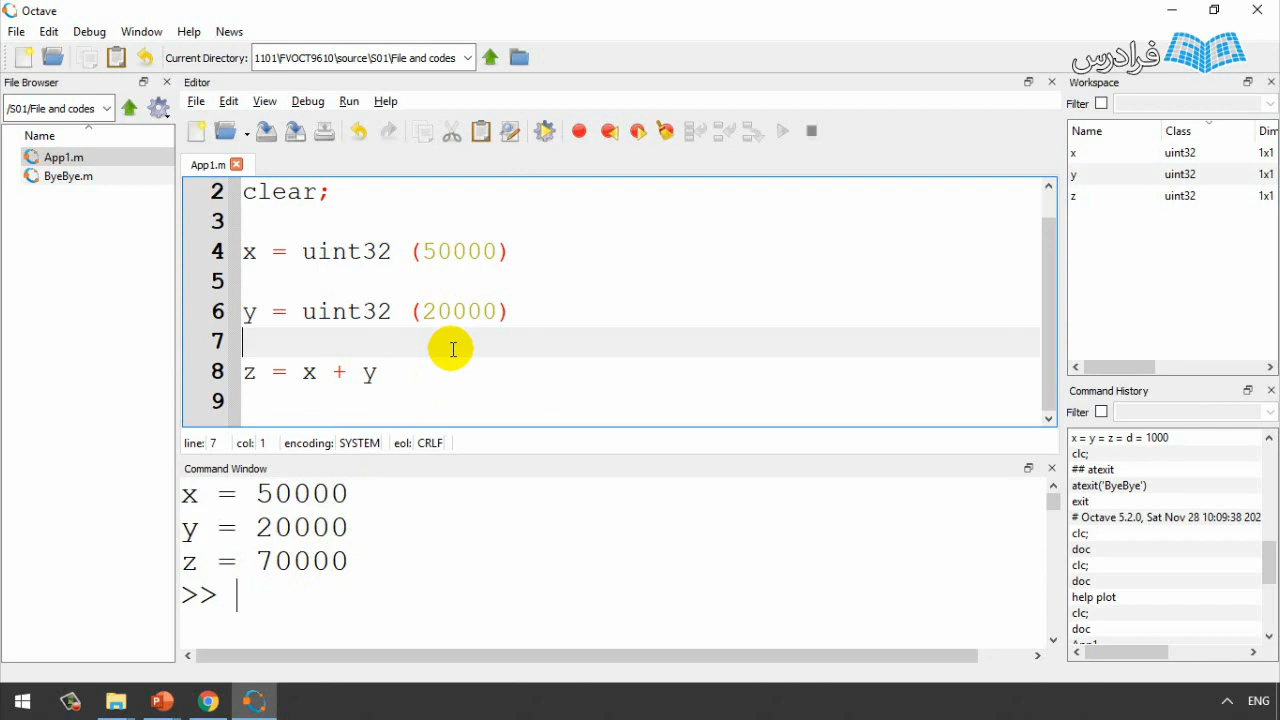 Octave
File Edit Debug Window Help News
Current Directory: 1101\FVOCT9610\source\S01\File and codes
فرادرس
File Browser
/S01/File and codes
Name
App1.m
ByeBye.m
Editor
File Edit View Debug Run Help
App1.m
2 clear;
3
4 x = uint32 (50000)
5
6 y = uint32 (20000)
7
8 z = x + y
9
line: 7 col: 1 encoding: SYSTEM eol: CRLF
Command Window
x = 50000
y = 20000
z = 70000
>>
Workspace
Filter
Name Class Dim
x uint32 1x1
y uint32 1x1
z uint32 1x1
Command History
Filter
x = y = z = d = 1000
clc;
## atexit
atexit('ByeBye')
exit
# Octave 5.2.0, Sat Nov 28 10:09:38 202
clc;
doc
clc;
doc
help plot
clc;
doc
App1
ENG